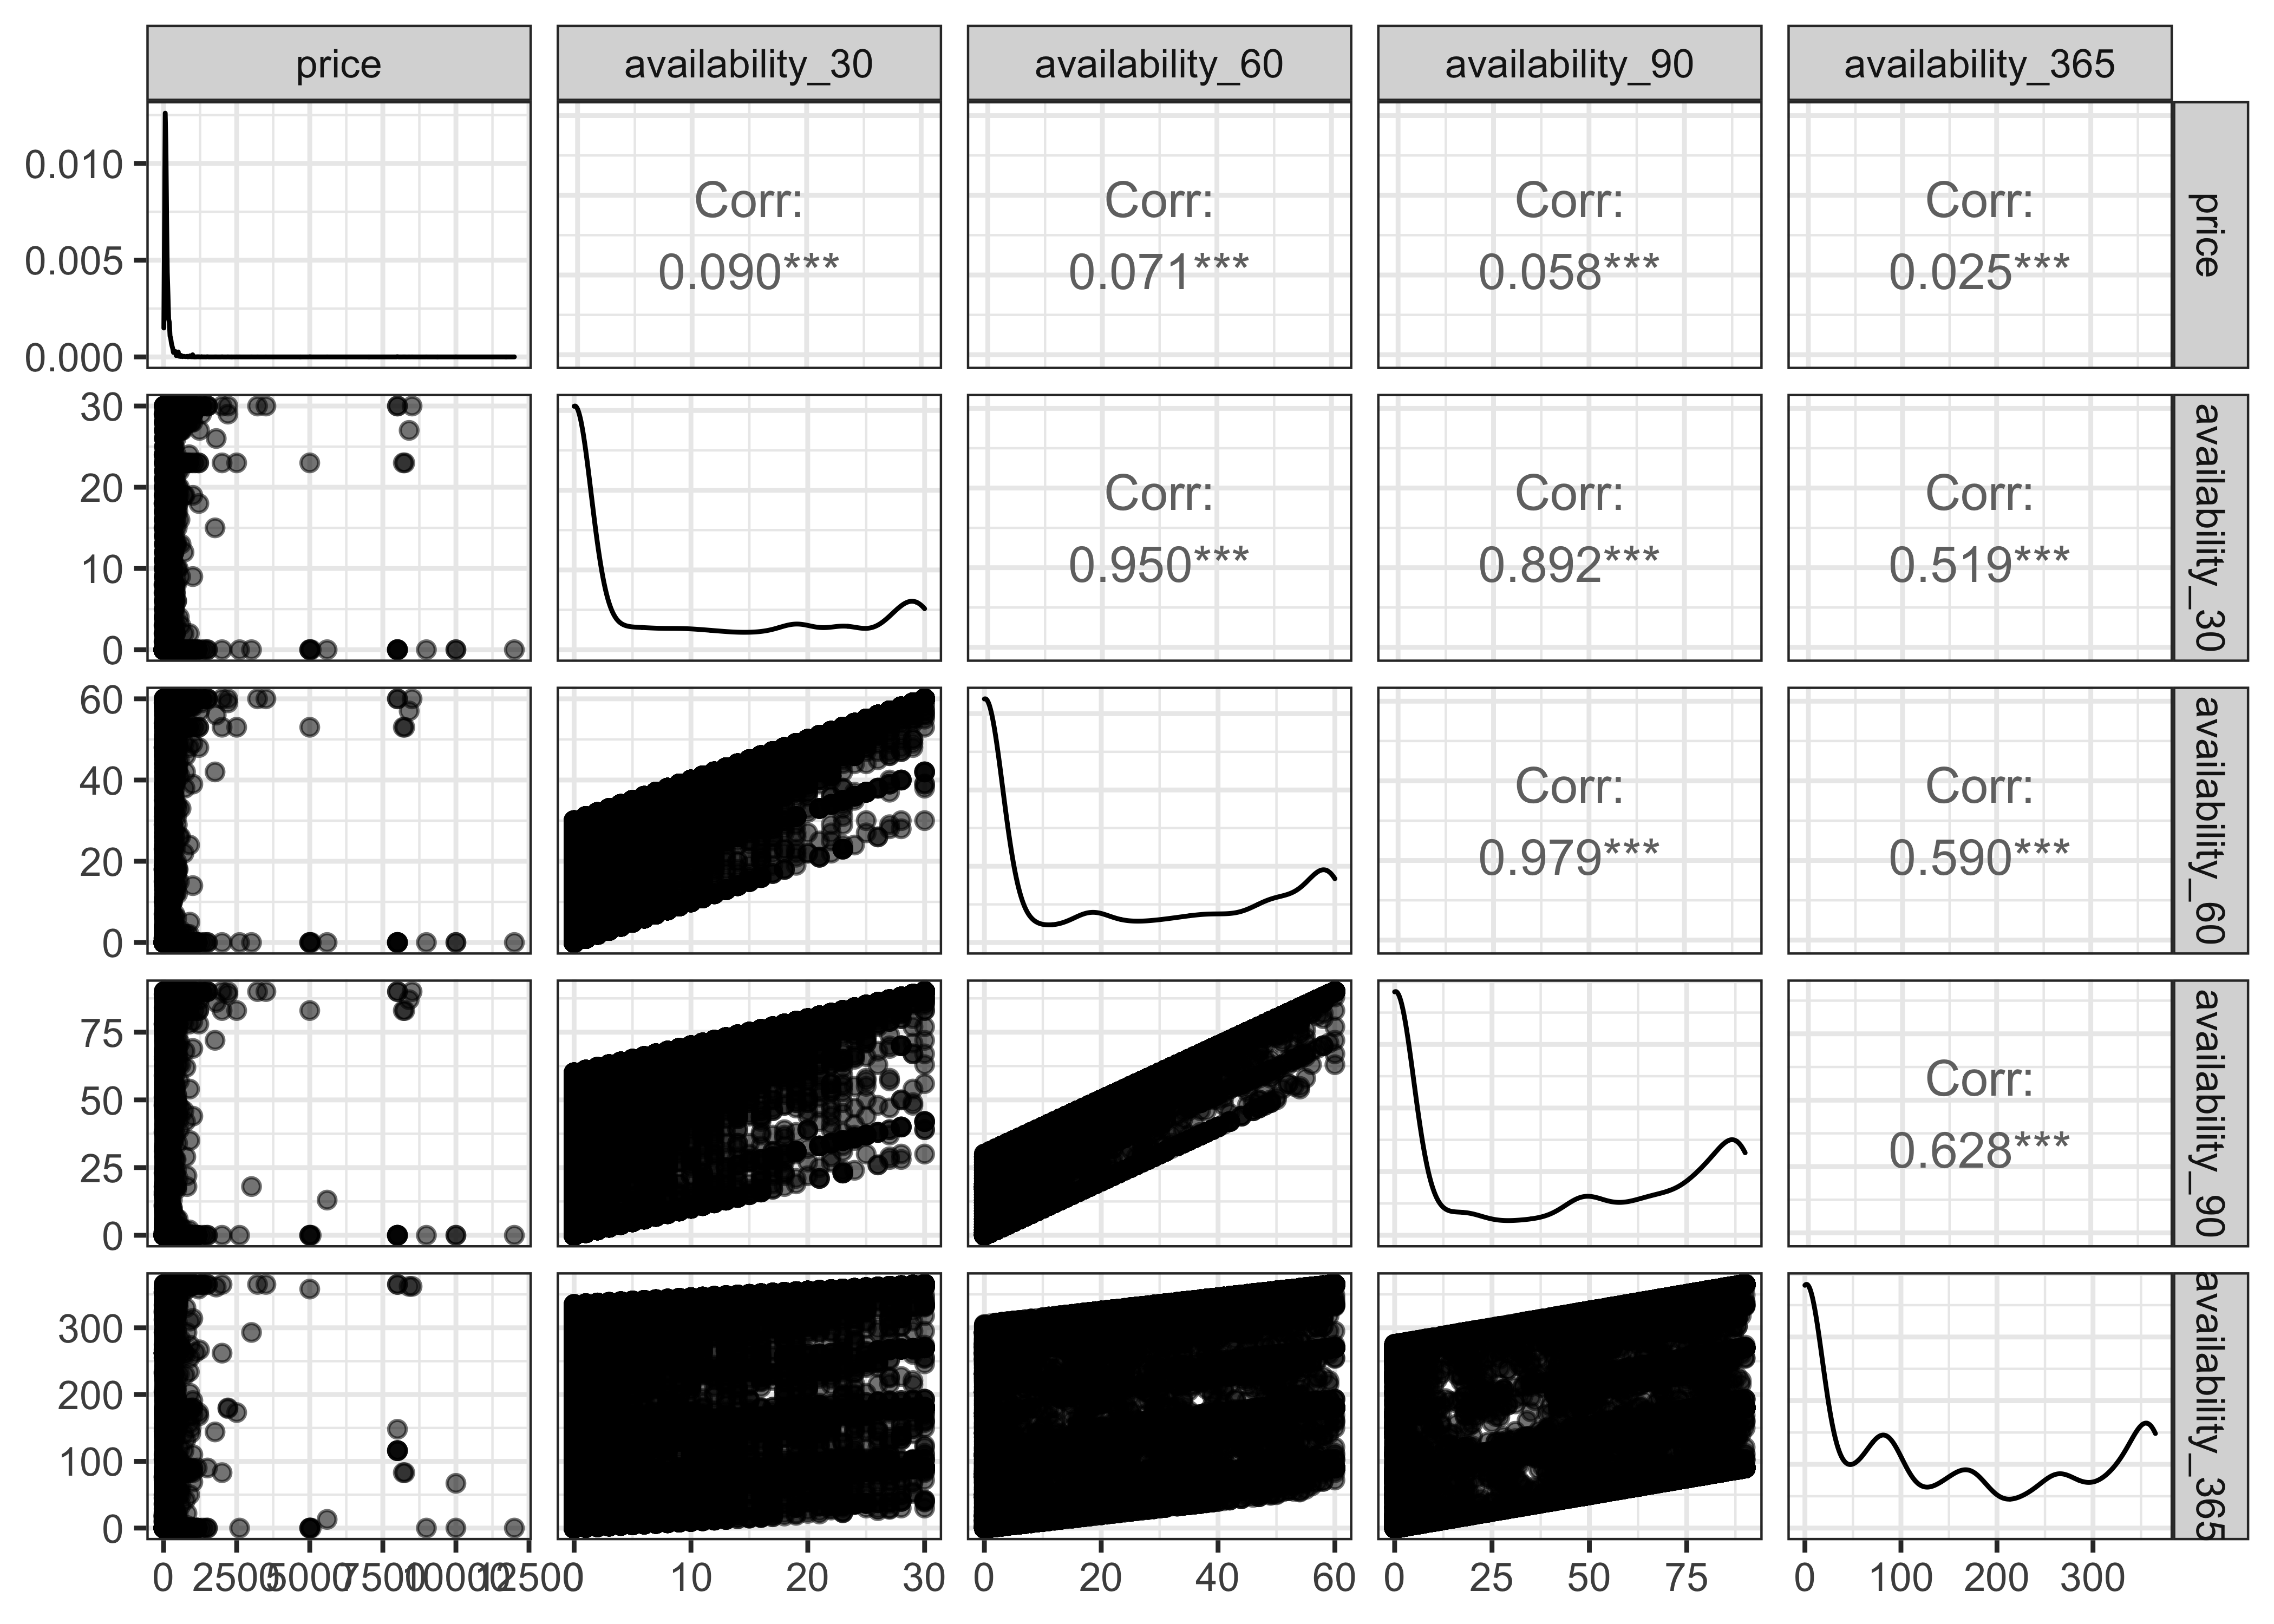 price availability_30 availability_60 availability_90 availability_365
0.010
0.005
0.000
Corr:
0.090***
Corr:
0.071***
Corr:
0.058***
Corr:
0.025***
price
30
20
10
0
Corr:
0.950***
Corr:
0.892***
Corr:
0.519***
availability_30
60
40
20
0
Corr:
0.979***
Corr:
0.590***
availability_60
75
50
25
0
Corr:
0.628***
availability_90
300
200
100
0
availability_365
0 2500 5000 7500 10000 12500
0 10 20 30
0 20 40 60
0 25 50 75
0 100 200 300